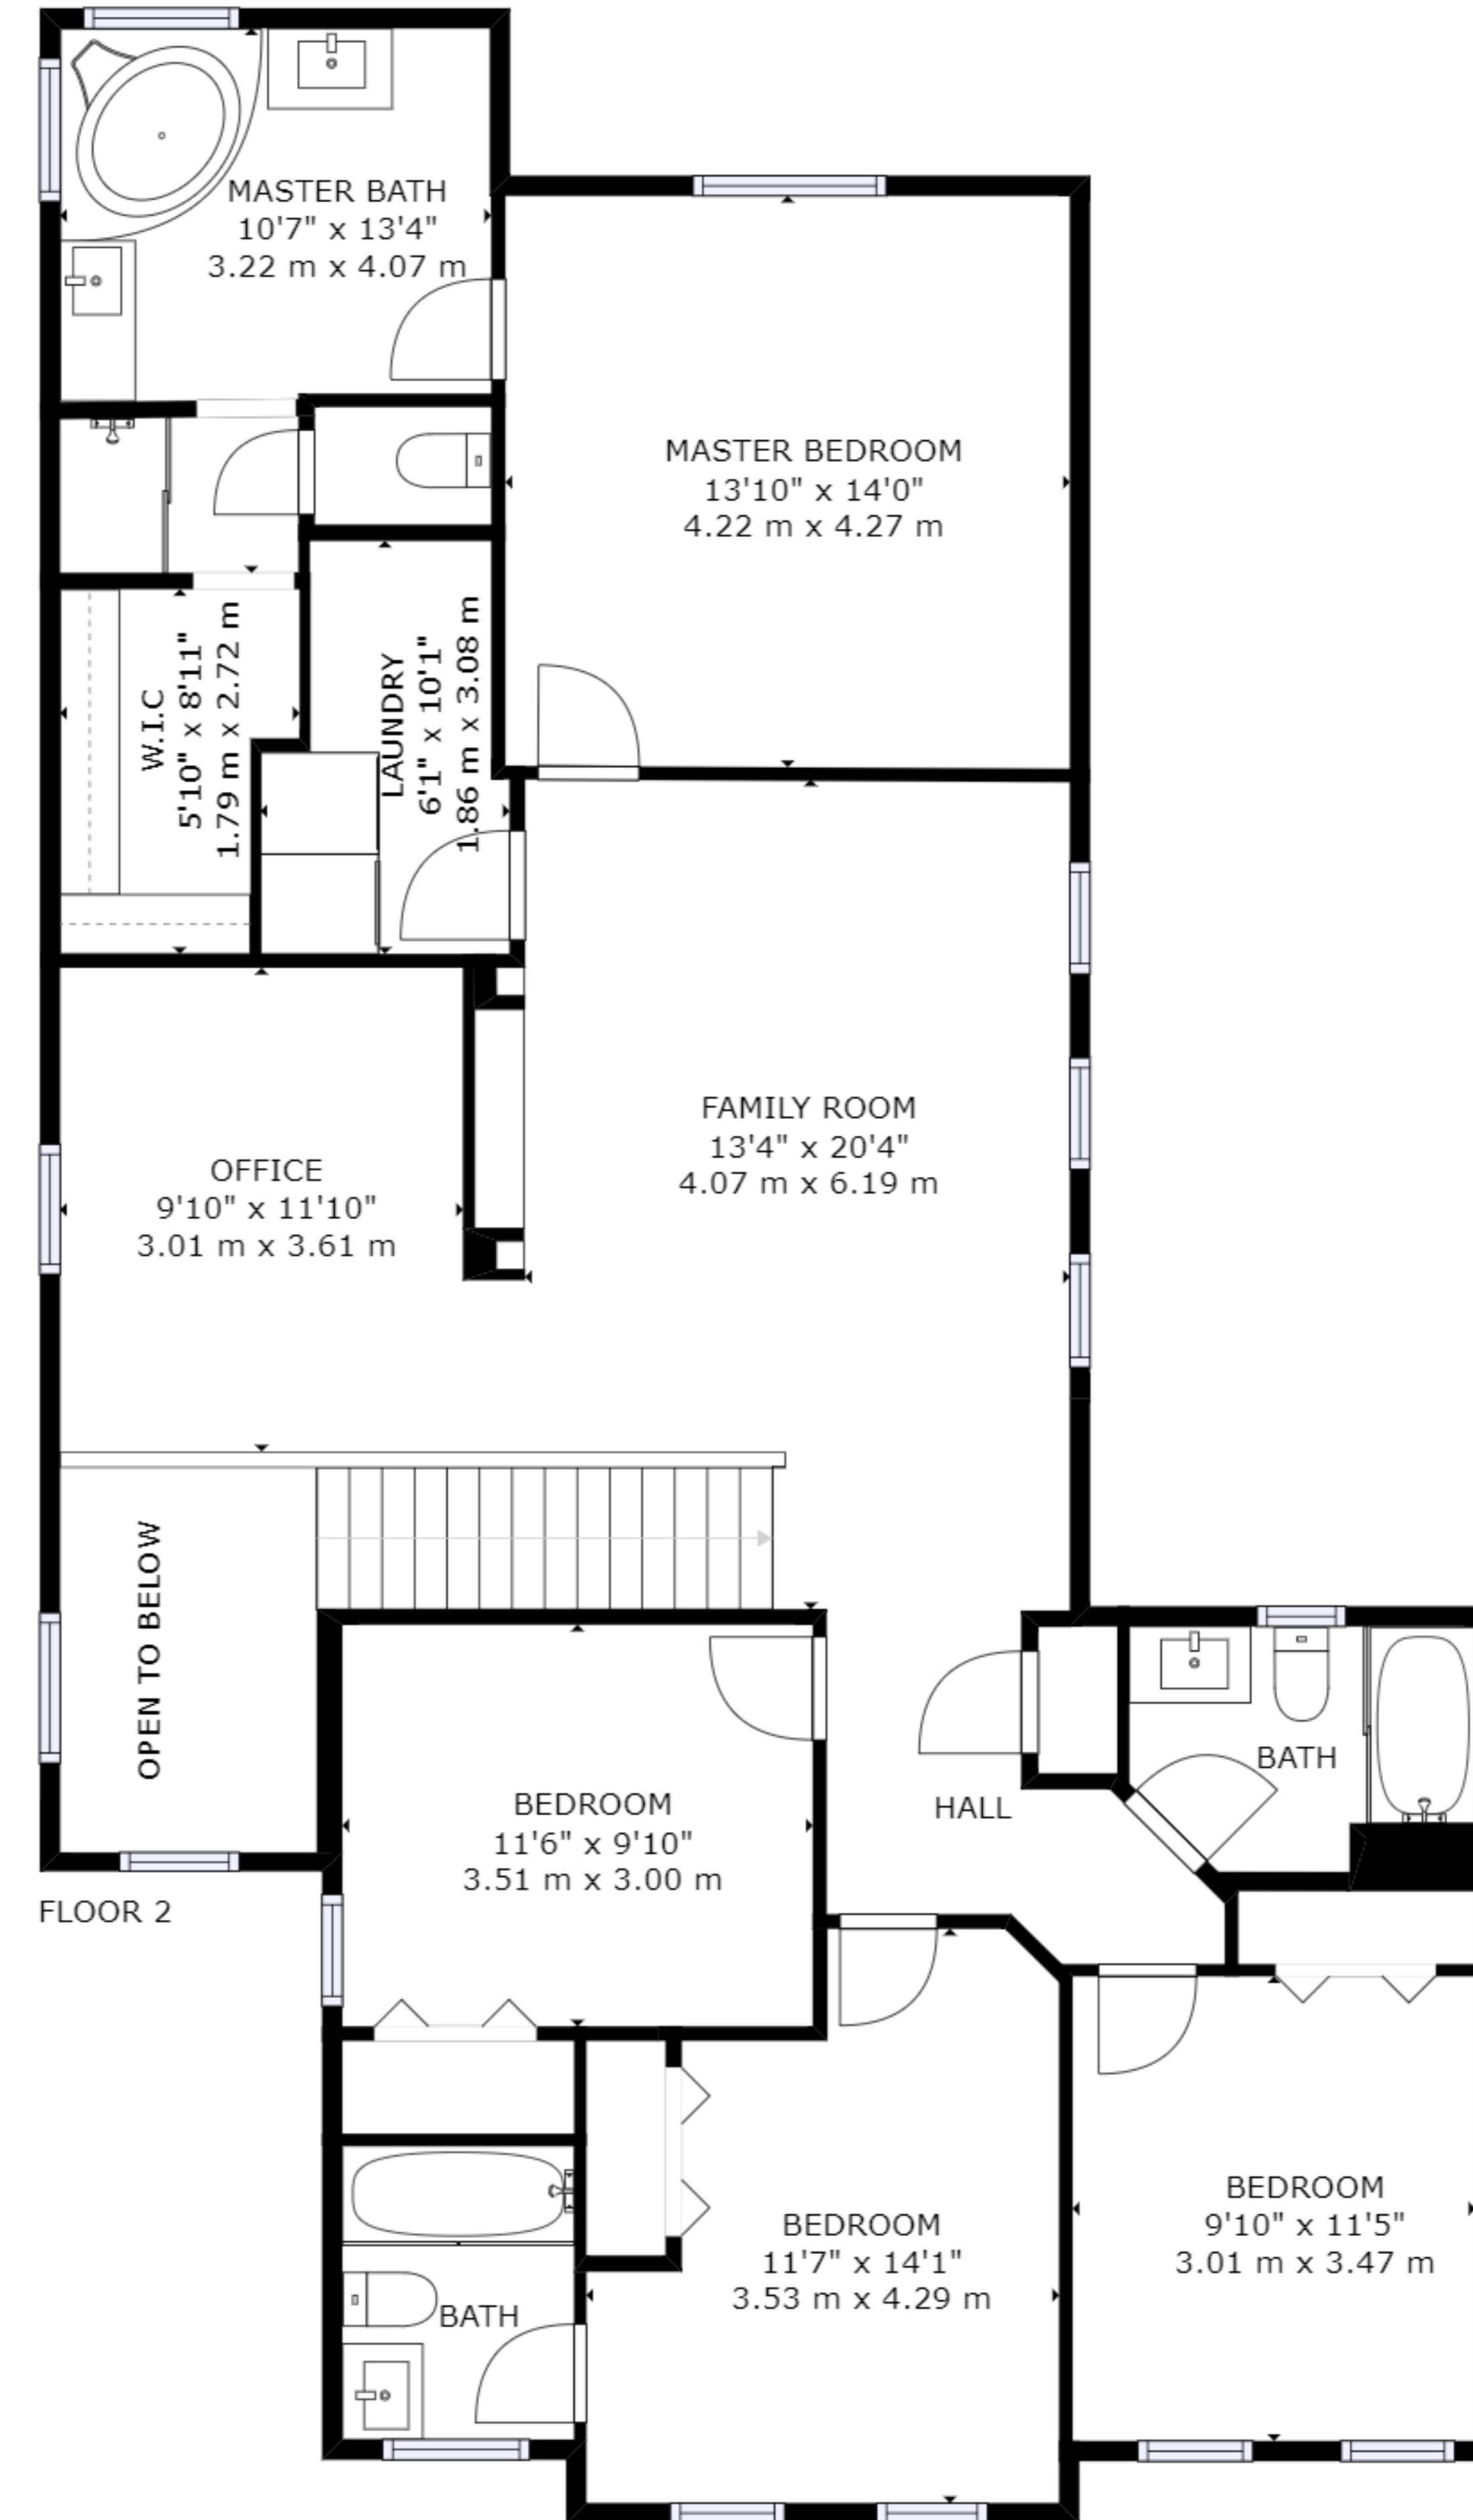 MASTER BATH
10'7" x 13'4"
3.22 m x 4.07 m
MASTER BEDROOM
13'10" x 14'0"
4.22 m x 4.27 m
W.I.C
5'10" x 8'11"
1.79 m x 2.72 m
LAUNDRY
6'1" x 10'1"
1.86 m x 3.08 m
FAMILY ROOM
13'4" x 20'4"
4.07 m x 6.19 m
OFFICE
9'10" x 11'10"
3.01 m x 3.61 m
OPEN TO BELOW
BATH
BEDROOM
11'6" x 9'10"
3.51 m x 3.00 m
HALL
FLOOR 2
BEDROOM
9'10" x 11'5"
3.01 m x 3.47 m
BEDROOM
11'7" x 14'1"
3.53 m x 4.29 m
BATH